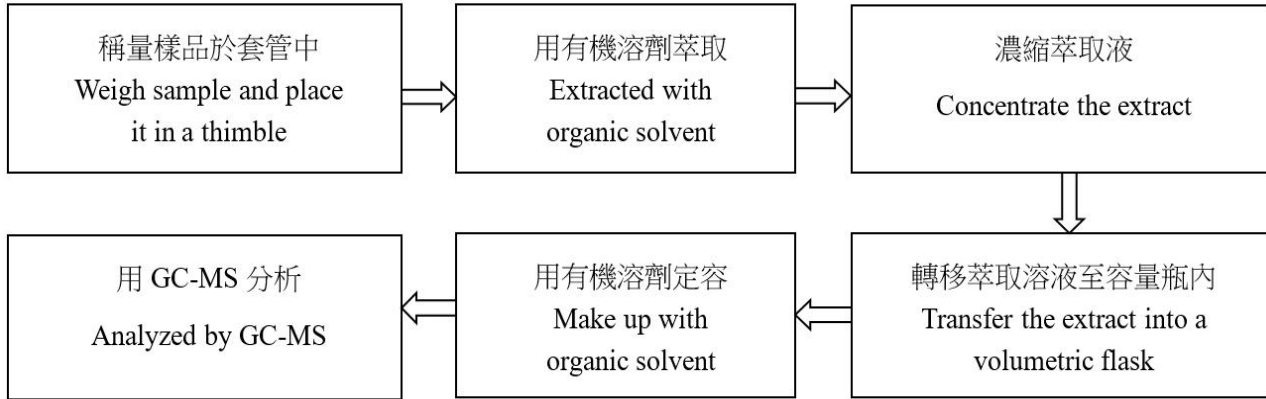 稱量樣品於套管中
Weigh sample and place
it in a thimble
用有機溶劑萃取
Extracted with
organic solvent
濃縮萃取液
Concentrate the extract
轉移萃取溶液至容量瓶內
Transfer the extract into a
volumetric flask
用有機溶劑定容
Make up with
organic solvent
用 GC-MS 分析
Analyzed by GC-MS